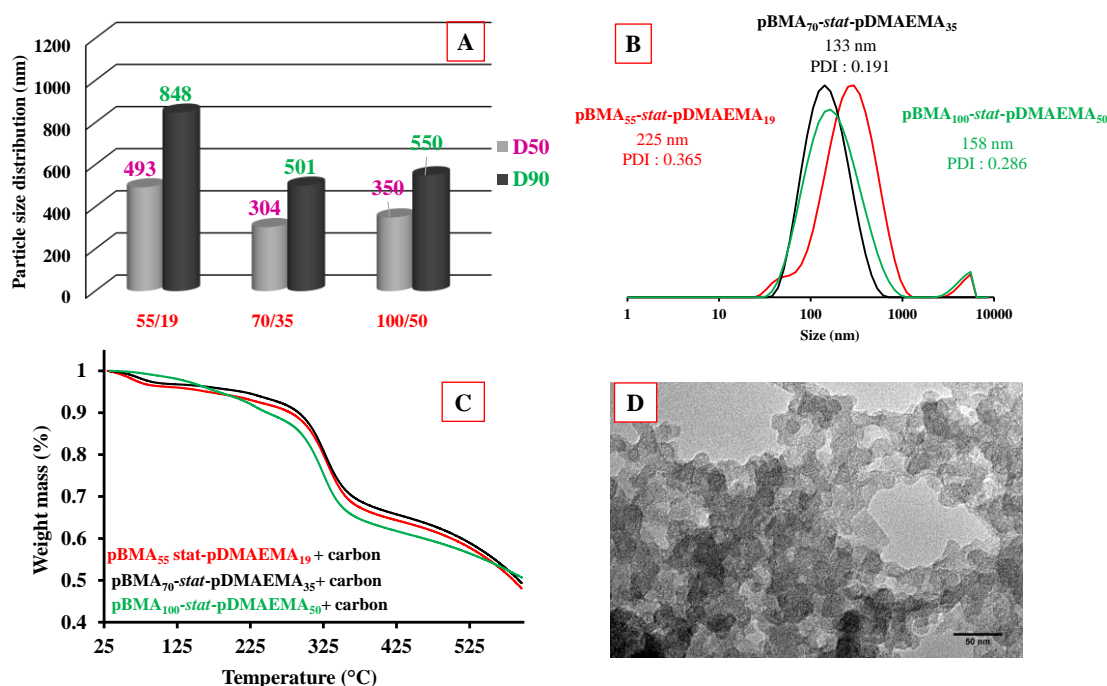 A
Particle size distribution (nm)
1200
1000
800
600
400
200
0
493
848
304
501
350
550
D50
D90
55/19
70/35
100/50
B
pBMA70-stat-pDMAEMA35
133 nm
PDI : 0.191
pBMA55-stat-pDMAEMA19
225 nm
PDI : 0.365
pBMA100-stat-pDMAEMA50
158 nm
PDI : 0.286
1
10
100
1000
10000
Size (nm)
C
Weight mass (%)
1
0.9
0.8
0.7
0.6
0.5
0.4
pBMA55 stat-pDMAEMA19 + carbon
pBMA70-stat-pDMAEMA35+ carbon
pBMA100-stat-pDMAEMA50+ carbon
25
125
225
325
425
525
Temperature (°C)
D
50 nm